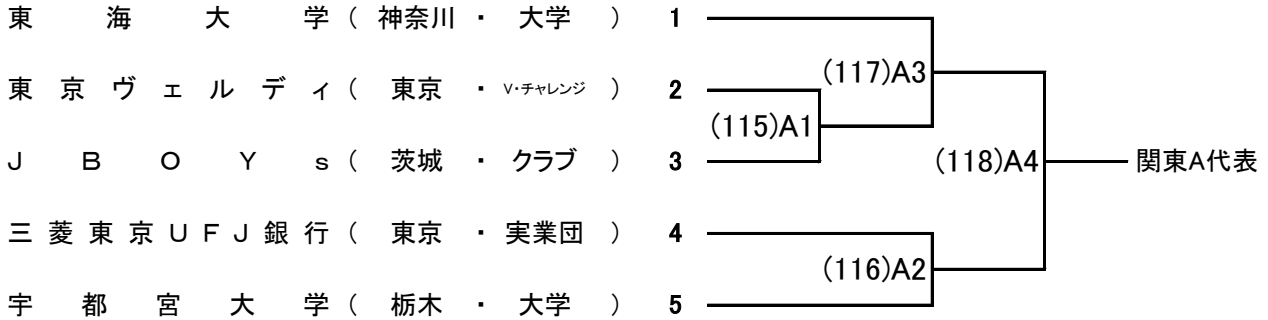 東海大学(神奈川・大学) 1
(117)A3
東京ヴェルディ(東京・V・チャレンジ) 2
(115)A1
JBOYs(茨城・クラブ) 3
(118)A4 関東A代表
三菱東京UFJ銀行(東京・実業団) 4
(116)A2
宇都宮大学(栃木・大学) 5